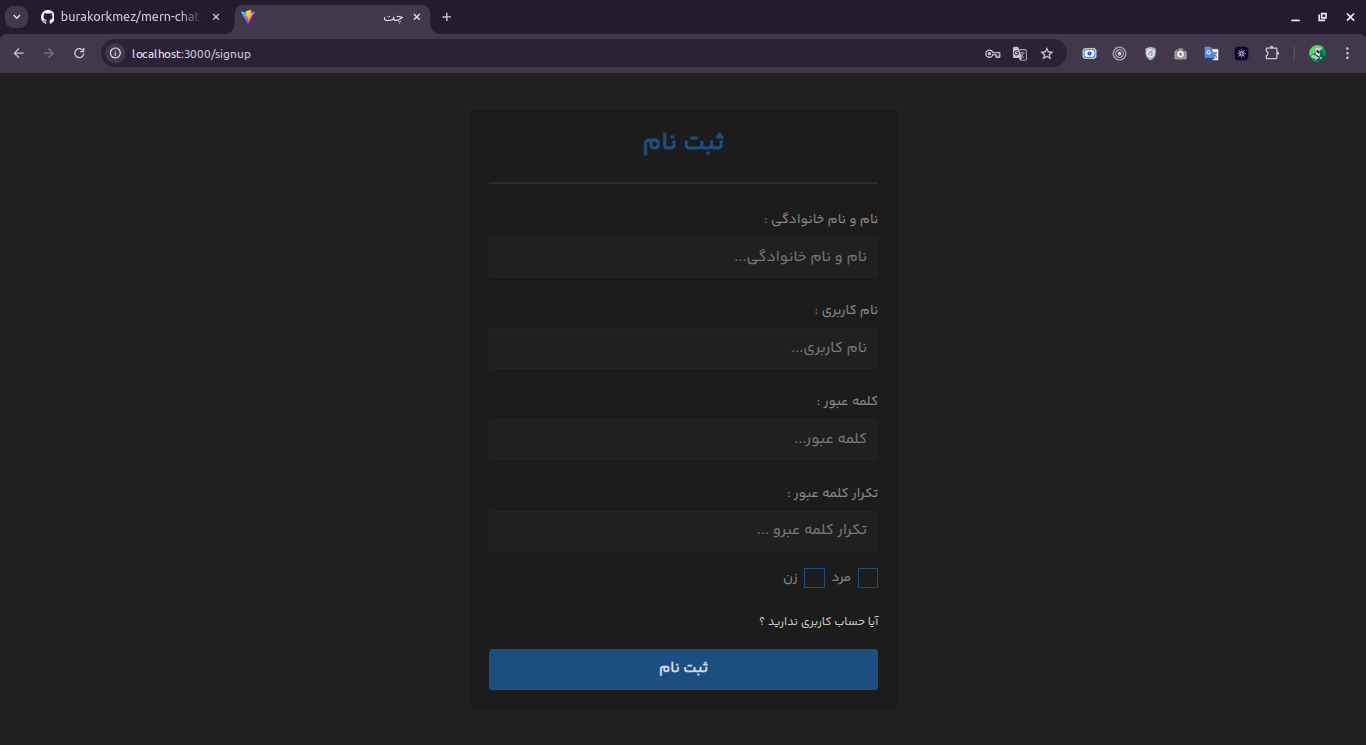 burakorkmez/mern-chat-
چت
localhost:3000/signup
ثبت نام
نام و نام خانوادگی :
نام و نام خانوادگی...
نام کاربری :
نام کاربری...
کلمه عبور :
کلمه عبور...
تکرار کلمه عبور :
تکرار کلمه عبرو ...
مرد زن
آیا حساب کاربری ندارید ؟
ثبت نام